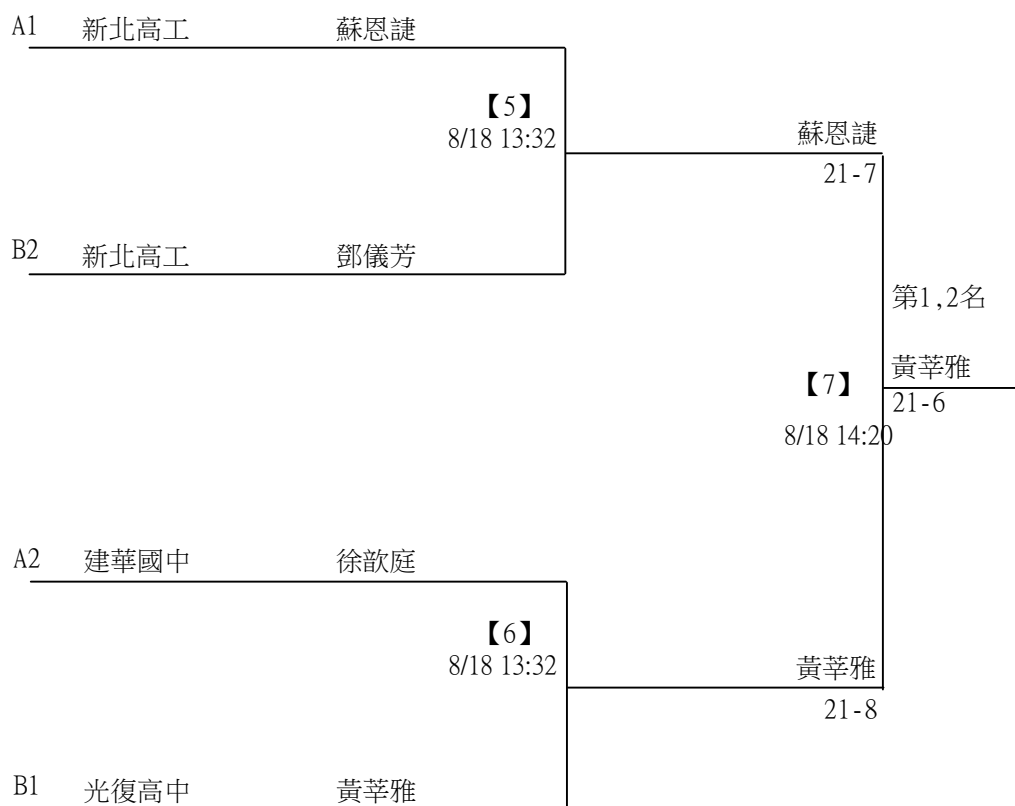 A1 新北高工 蘇恩誱
【5】
8/18 13:32
蘇恩誱
21-7
B2 新北高工 鄧儀芳
第1,2名
【7】
黃莘雅
21-6
8/18 14:20
A2 建華國中 徐歆庭
【6】
8/18 13:32
黃莘雅
21-8
B1 光復高中 黃莘雅